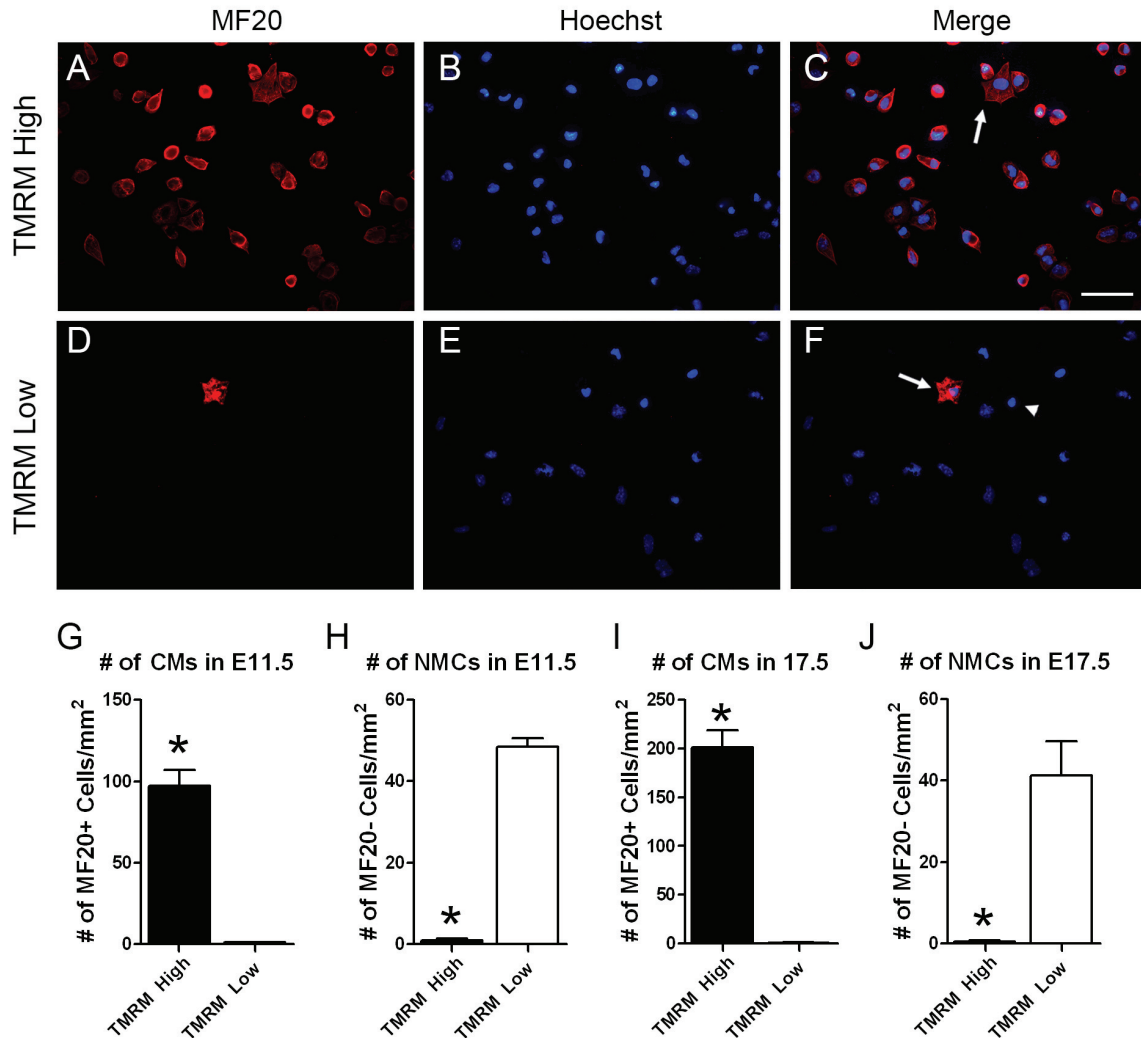 MF20
Hoechst
Merge
TMRM High
A
B
C
TMRM Low
D
E
F
G
# of CMs in E11.5
# of MF20+ Cells/mm²
150
100
50
0
*
TMRM High
TMRM Low
H
# of NMCs in E11.5
# of MF20- Cells/mm²
60
40
20
0
*
TMRM High
TMRM Low
I
# of CMs in 17.5
# of MF20+ Cells/mm²
250
200
150
100
50
0
*
TMRM High
TMRM Low
J
# of NMCs in E17.5
# of MF20- Cells/mm²
60
40
20
0
*
TMRM High
TMRM Low